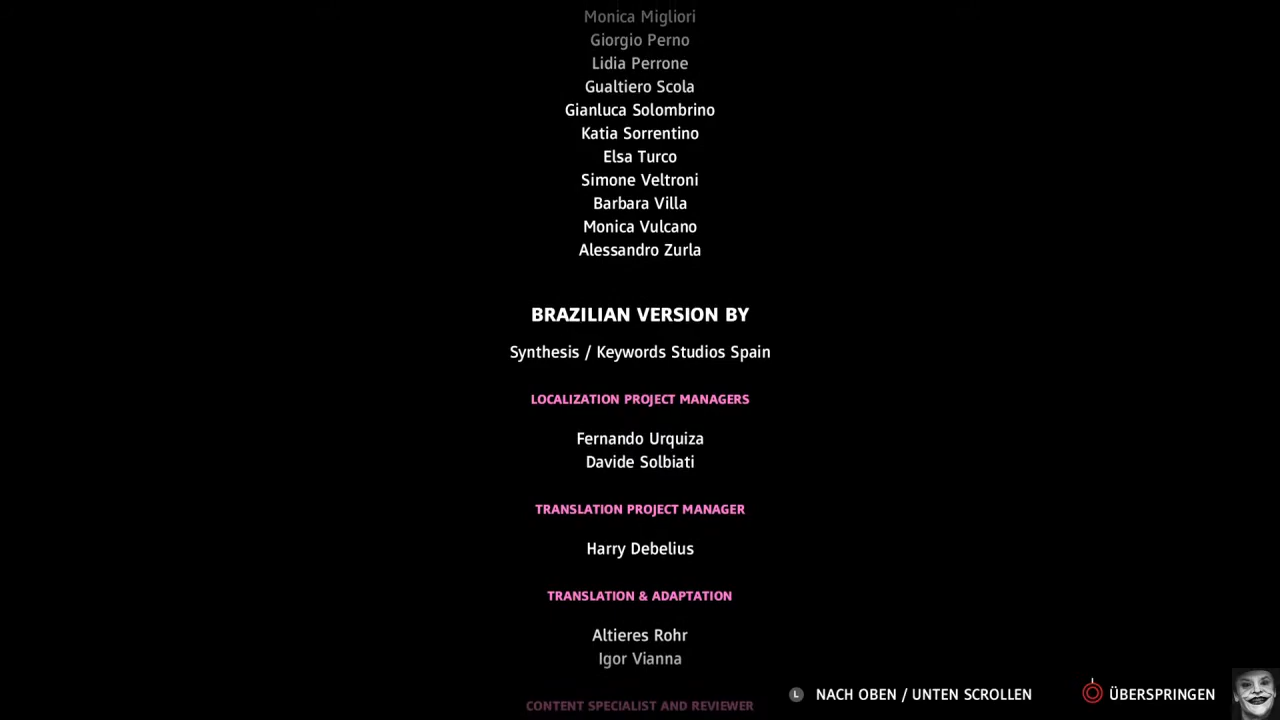 Monica Migliori
Giorgio Perno
Lidia Perrone
Gualtiero Scola
Gianluca Solombrino
Katia Sorrentino
Elsa Turco
Simone Veltroni
Barbara Villa
Monica Vulcano
Alessandro Zurla
BRAZILIAN VERSION BY
Synthesis / Keywords Studios Spain
LOCALIZATION PROJECT MANAGERS
Fernando Urquiza
Davide Solbiati
TRANSLATION PROJECT MANAGER
Harry Debelius
TRANSLATION & ADAPTATION
Altieres Rohr
Igor Vianna
CONTENT SPECIALIST AND REVIEWER
L NACH OBEN / UNTEN SCROLLEN
ÜBERSPRINGEN